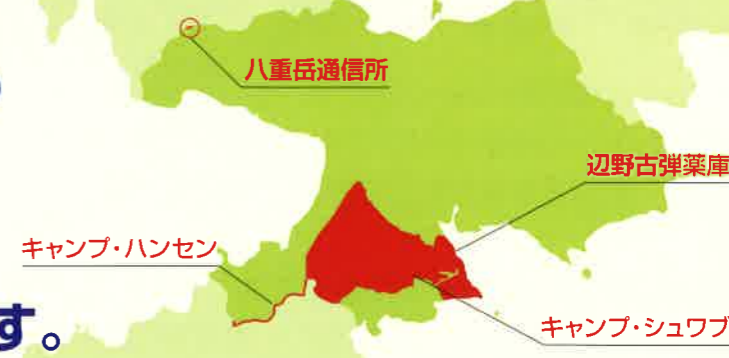 八重岳通信所
辺野古弾薬庫
キャンプ・ハンセン
す。
キャンプ・シュワブ